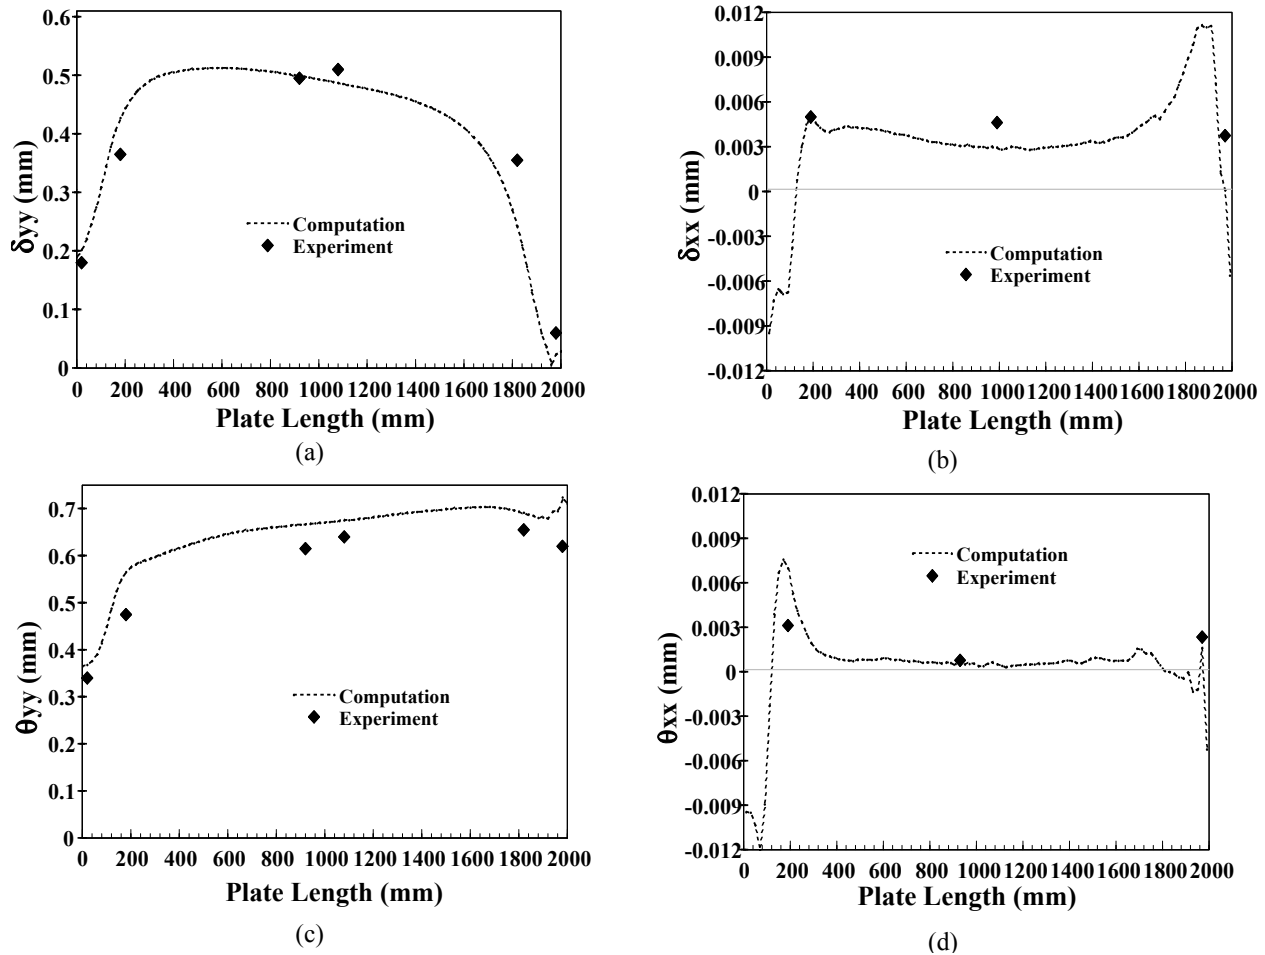 0.6
0.5
0.4
0.3
0.2
0.1
0
δyy (mm)
Computation
Experiment
0 200 400 600 800 1000 1200 1400 1600 1800 2000
Plate Length (mm)
(a)
0.012
0.009
0.006
0.003
0
-0.003
-0.006
-0.009
-0.012
δxx (mm)
Computation
Experiment
0 200 400 600 800 1000 1200 1400 1600 1800 2000
Plate Length (mm)
(b)
0.7
0.6
0.5
0.4
0.3
0.2
0.1
0
θyy (mm)
Computation
Experiment
0 200 400 600 800 1000 1200 1400 1600 1800 2000
Plate Length (mm)
(c)
0.012
0.009
0.006
0.003
0
-0.003
-0.006
-0.009
-0.012
θxx (mm)
Computation
Experiment
0 200 400 600 800 1000 1200 1400 1600 1800 2000
Plate Length (mm)
(d)